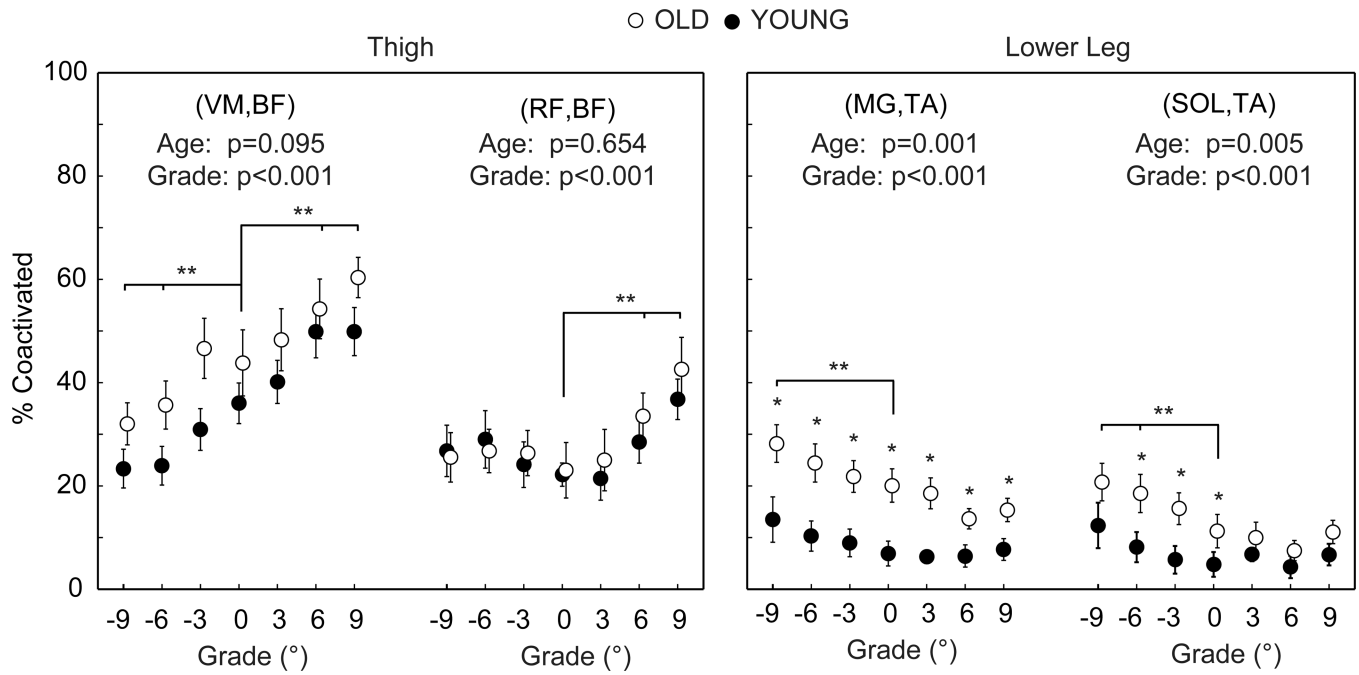 OLD YOUNG
Thigh
Lower Leg
% Coactivated
100
80
60
40
20
0
(VM,BF)
Age: p=0.095
Grade: p<0.001
**
**
(RF,BF)
Age: p=0.654
Grade: p<0.001
**
(MG,TA)
Age: p=0.001
Grade: p<0.001
**
* * * * * * *
(SOL,TA)
Age: p=0.005
Grade: p<0.001
**
* * *
-9 -6 -3 0 3 6 9
Grade (°)
-9 -6 -3 0 3 6 9
Grade (°)
-9 -6 -3 0 3 6 9
Grade (°)
-9 -6 -3 0 3 6 9
Grade (°)